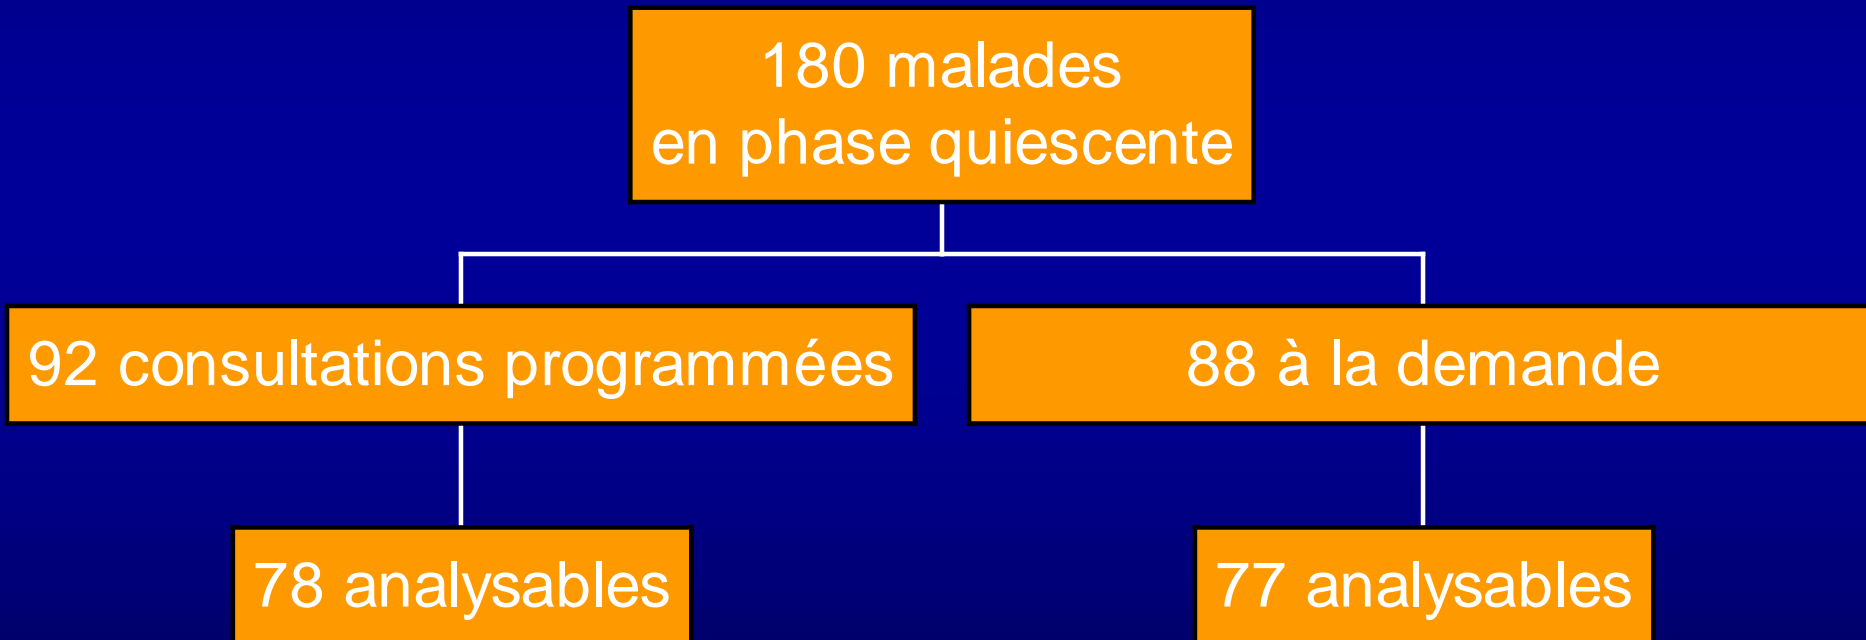 180 malades
en phase quiescente
92 consultations programmées
88 à la demande
78 analysables
77 analysables